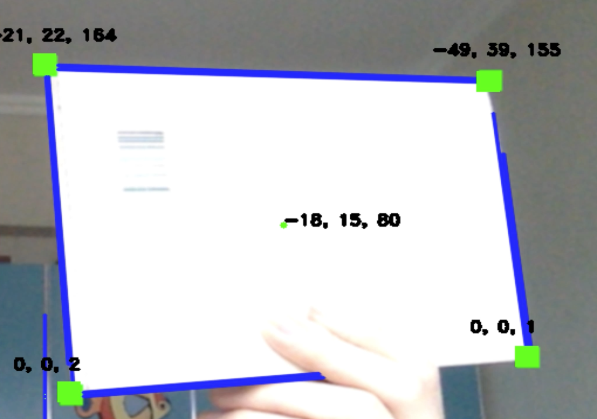 -21, 22, 164
-49, 39, 155
-18, 15, 80
0, 0, 1
0, 0, 2